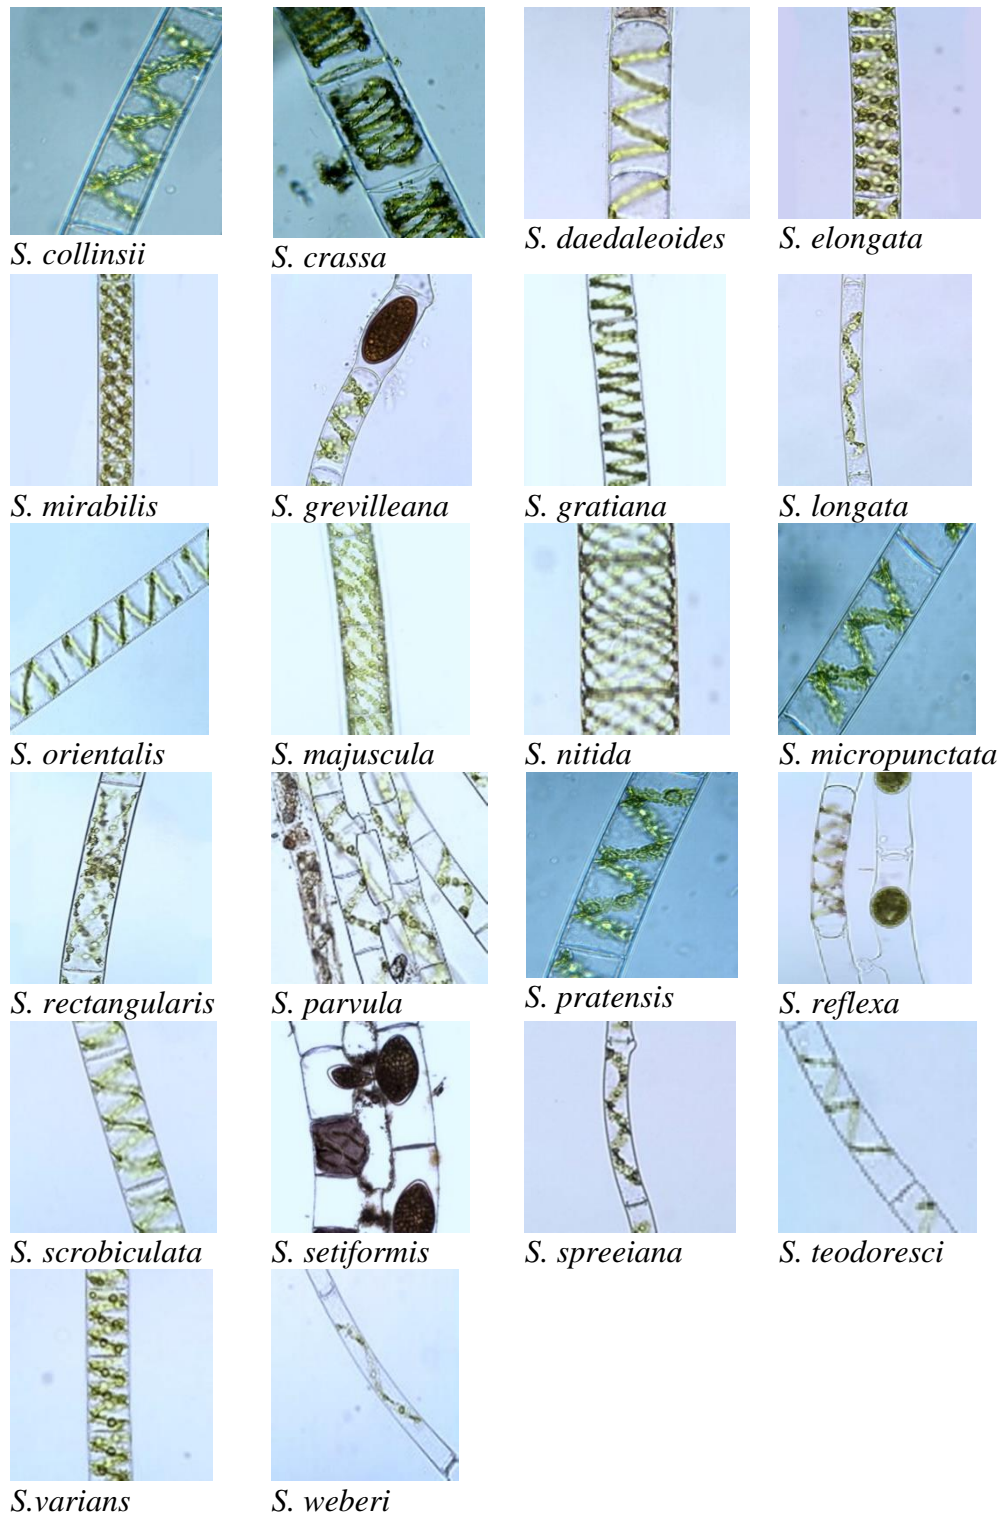 S. collinsii
S. crassa
S. daedaleoides
S. elongata
S. mirabilis
S. grevilleana
S. gratiana
S. longata
S. orientalis
S. majuscula
S. nitida
S. micropunctata
S. rectangularis
S. parvula
S. pratensis
S. reflexa
S. scrobiculata
S. setiformis
S. spreeiana
S. teodoresci
S.varians
S. weberi